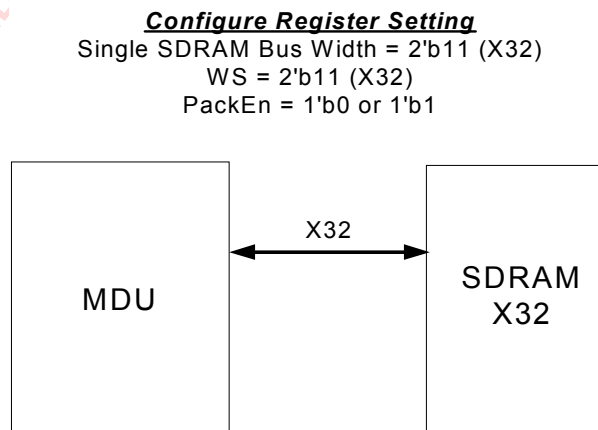 Configure Register Setting
Single SDRAM Bus Width = 2'b11 (X32)
WS = 2'b11 (X32)
PackEn = 1'b0 or 1'b1
X32
MDU
SDRAM
X32